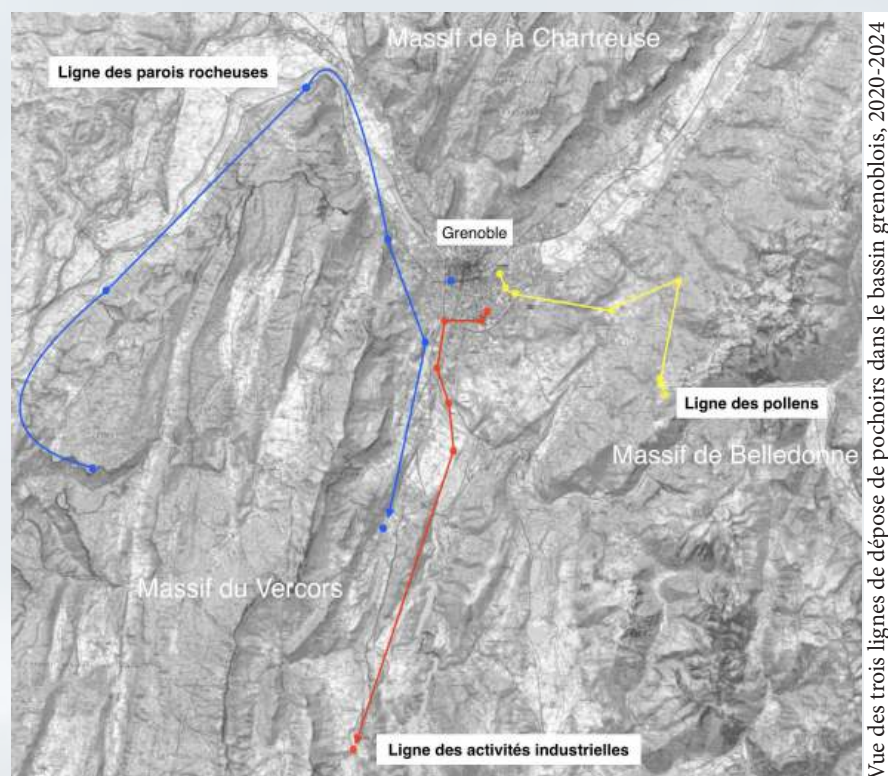 Massif de la Chartreuse
Ligne des parois rocheuses
Grenoble
Ligne des pollens
Massif de Belledonne
Massif du Vercors
Ligne des activités industrielles
Vue des trois lignes de dépose de pochoirs dans le bassin grenoblois, 2020-2024